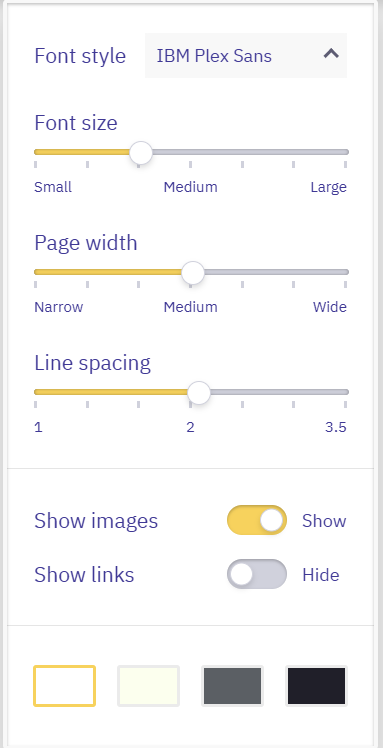 Font style IBM Plex Sans
Font size
Small Medium Large
Page width
Narrow Medium Wide
Line spacing
1 2 3.5
Show images Show
Show links Hide